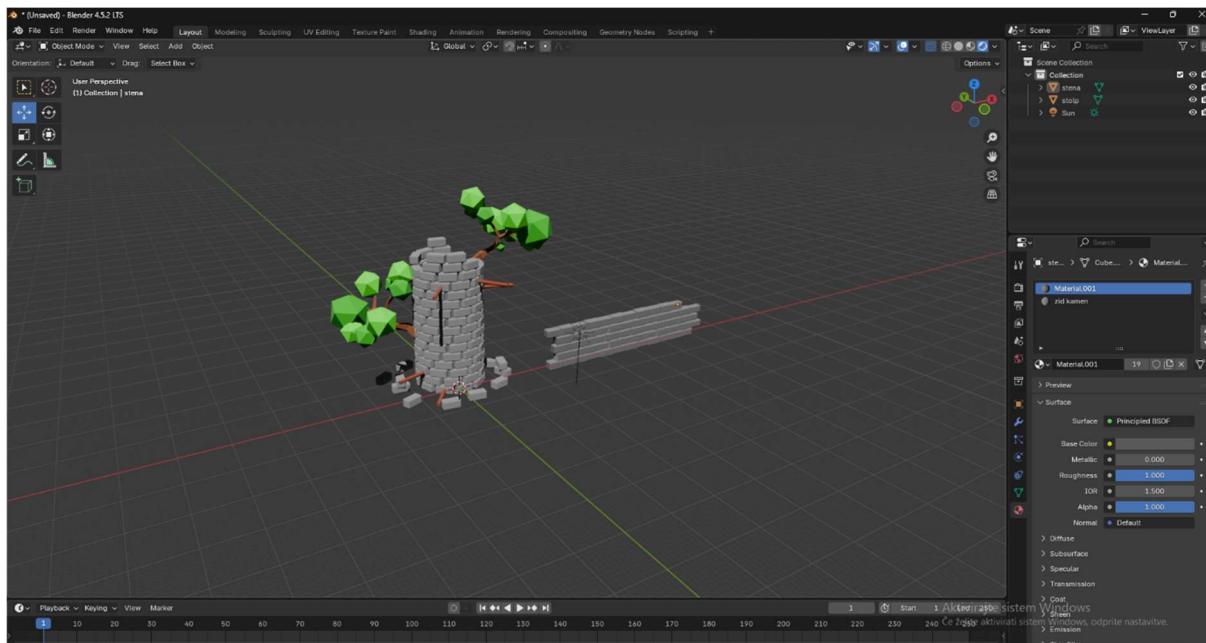 * (Unsaved) - Blender 4.5.2 LTS
File Edit Render Window Help Layout Modeling Sculpting UV Editing Texture Paint Shading Animation Rendering Compositing Geometry Nodes Scripting + Scene ViewLayer
Object Mode View Select Add Object Global Search
Orientation: Default Drag: Select Box Options
User Perspective
(1) Collection | stena
Z
Y
X
Scene Collection
Collection
stena
stolp
Sun
Search
ste... > Cube.... > Material...
Material.001
zid kamen
Material.001 19
Preview
Surface
Surface Principled BSDF
Base Color
Metallic 0.000
Roughness 1.000
IOR 1.500
Alpha 1.000
Normal Default
Diffuse
Subsurface
Specular
Transmission
Coat
Sheen
Emission
Playback Keying View Marker 1 Start 1 End 250
Aktivirajte sistem Windows
Če želite aktivirati sistem Windows, odprite nastavitve.
1 10 20 30 40 50 60 70 80 90 100 110 120 130 140 150 160 170 180 190 200 210 220 230 240 250